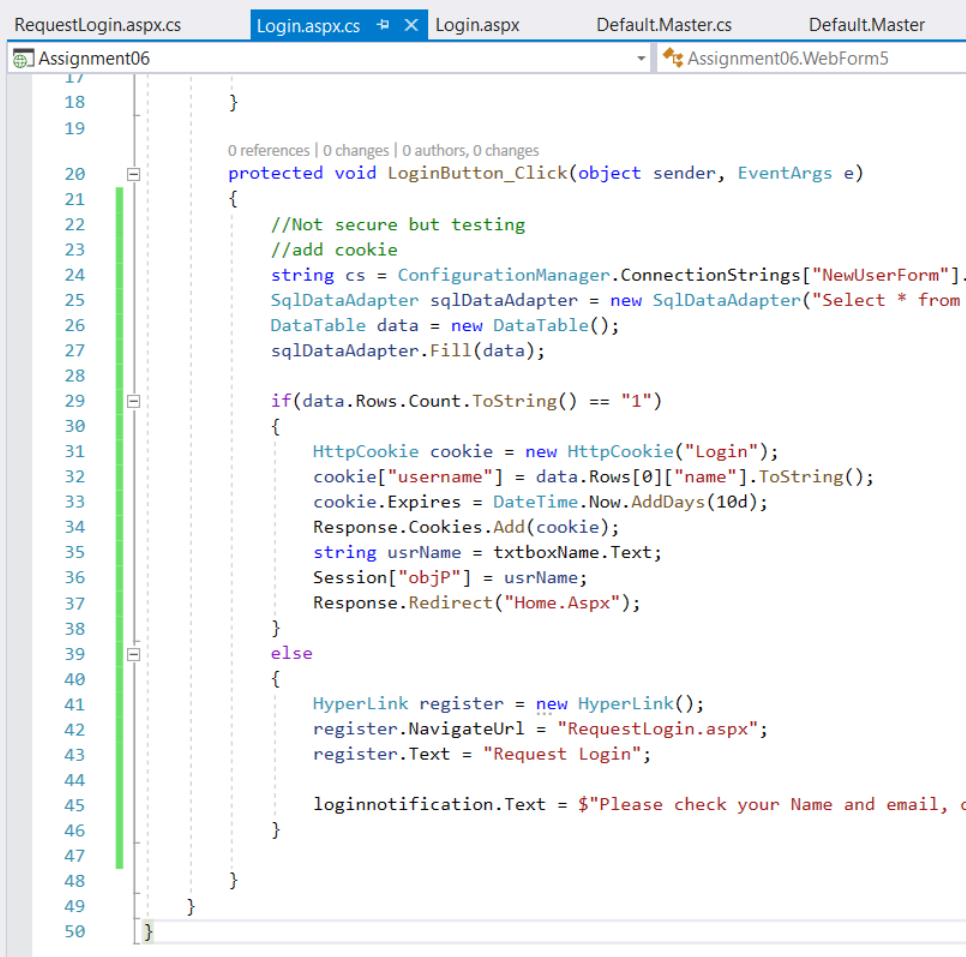 RequestLogin.aspx.cs Login.aspx.cs Login.aspx Default.Master.cs Default.Master
Assignment06 Assignment06.WebForm5
17
18 }
19
0 references | 0 changes | 0 authors, 0 changes
20 protected void LoginButton_Click(object sender, EventArgs e)
21 {
22 //Not secure but testing
23 //add cookie
24 string cs = ConfigurationManager.ConnectionStrings["NewUserForm"].
25 SqlDataAdapter sqlDataAdapter = new SqlDataAdapter("Select * from
26 DataTable data = new DataTable();
27 sqlDataAdapter.Fill(data);
28
29 if(data.Rows.Count.ToString() == "1")
30 {
31 HttpCookie cookie = new HttpCookie("Login");
32 cookie["username"] = data.Rows[0]["name"].ToString();
33 cookie.Expires = DateTime.Now.AddDays(10d);
34 Response.Cookies.Add(cookie);
35 string usrName = txtboxName.Text;
36 Session["objP"] = usrName;
37 Response.Redirect("Home.Aspx");
38 }
39 else
40 {
41 HyperLink register = new HyperLink();
42 register.NavigateUrl = "RequestLogin.aspx";
43 register.Text = "Request Login";
44
45 loginnotification.Text = $"Please check your Name and email,
46 }
47
48 }
49 }
50 }